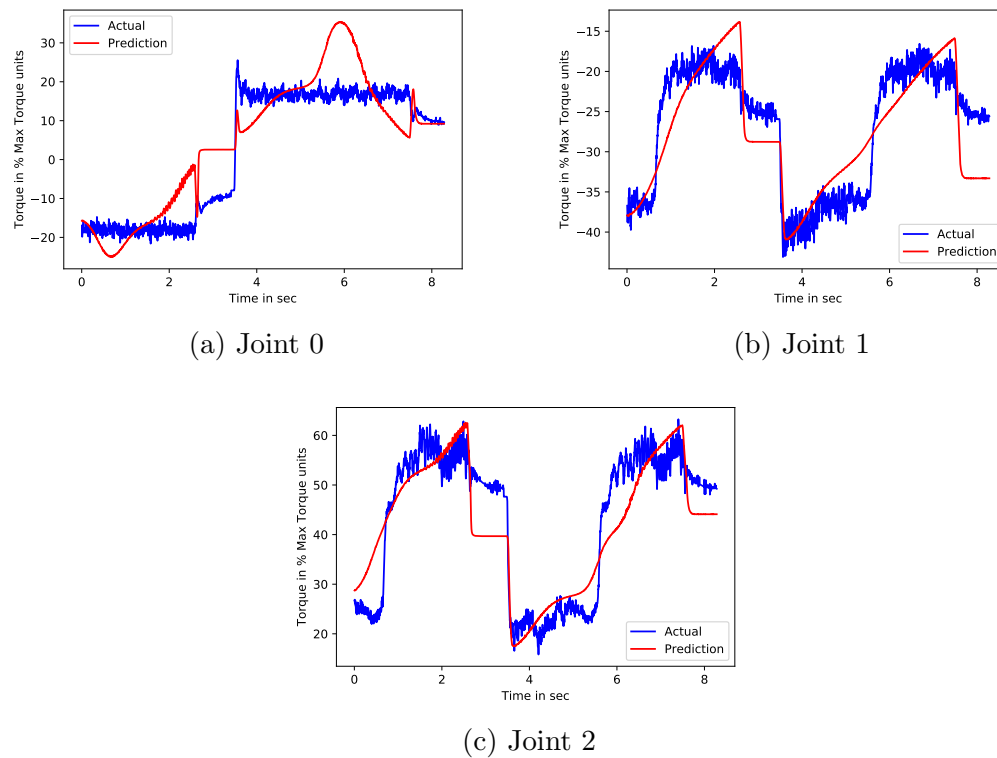 Actual
Prediction
30
20
10
0
−10
−20
Torque in % Max Torque units
0
2
4
6
8
Time in sec
(a) Joint 0
−15
−20
−25
−30
−35
−40
Torque in % Max Torque units
Actual
Prediction
0
2
4
6
8
Time in sec
(b) Joint 1
60
50
40
30
20
Torque in % Max Torque units
Actual
Prediction
0
2
4
6
8
Time in sec
(c) Joint 2